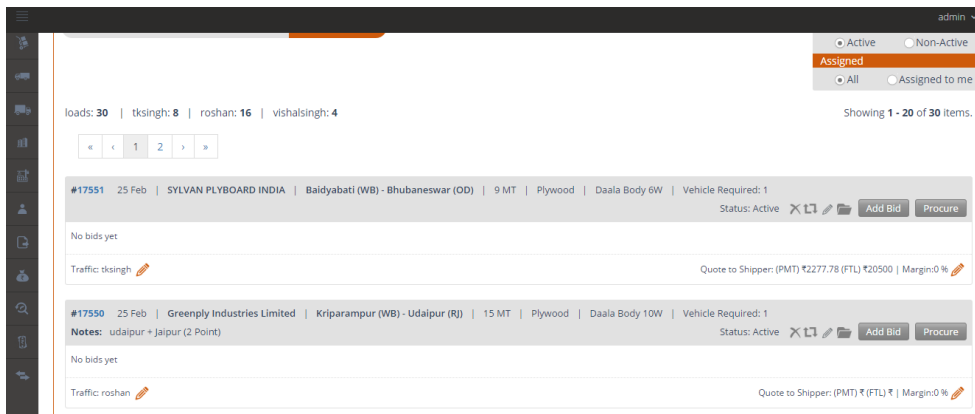 admin
Active Non-Active
Assigned
All Assigned to me
loads: 30 | tksingh: 8 | roshan: 16 | vishalsingh: 4 Showing 1 - 20 of 30 items.
« ‹ 1 2 › »
#17551 25 Feb | SYLVAN PLYBOARD INDIA | Baidyabati (WB) - Bhubaneswar (OD) | 9 MT | Plywood | Daala Body 6W | Vehicle Required: 1
Status: Active Add Bid Procure
No bids yet
Traffic: tksingh Quote to Shipper: (PMT) ₹2277.78 (FTL) ₹20500 | Margin:0 %
#17550 25 Feb | Greenply Industries Limited | Kriparampur (WB) - Udaipur (RJ) | 15 MT | Plywood | Daala Body 10W | Vehicle Required: 1
Notes: udaipur + Jaipur (2 Point) Status: Active Add Bid Procure
No bids yet
Traffic: roshan Quote to Shipper: (PMT) ₹ (FTL) ₹ | Margin:0 %